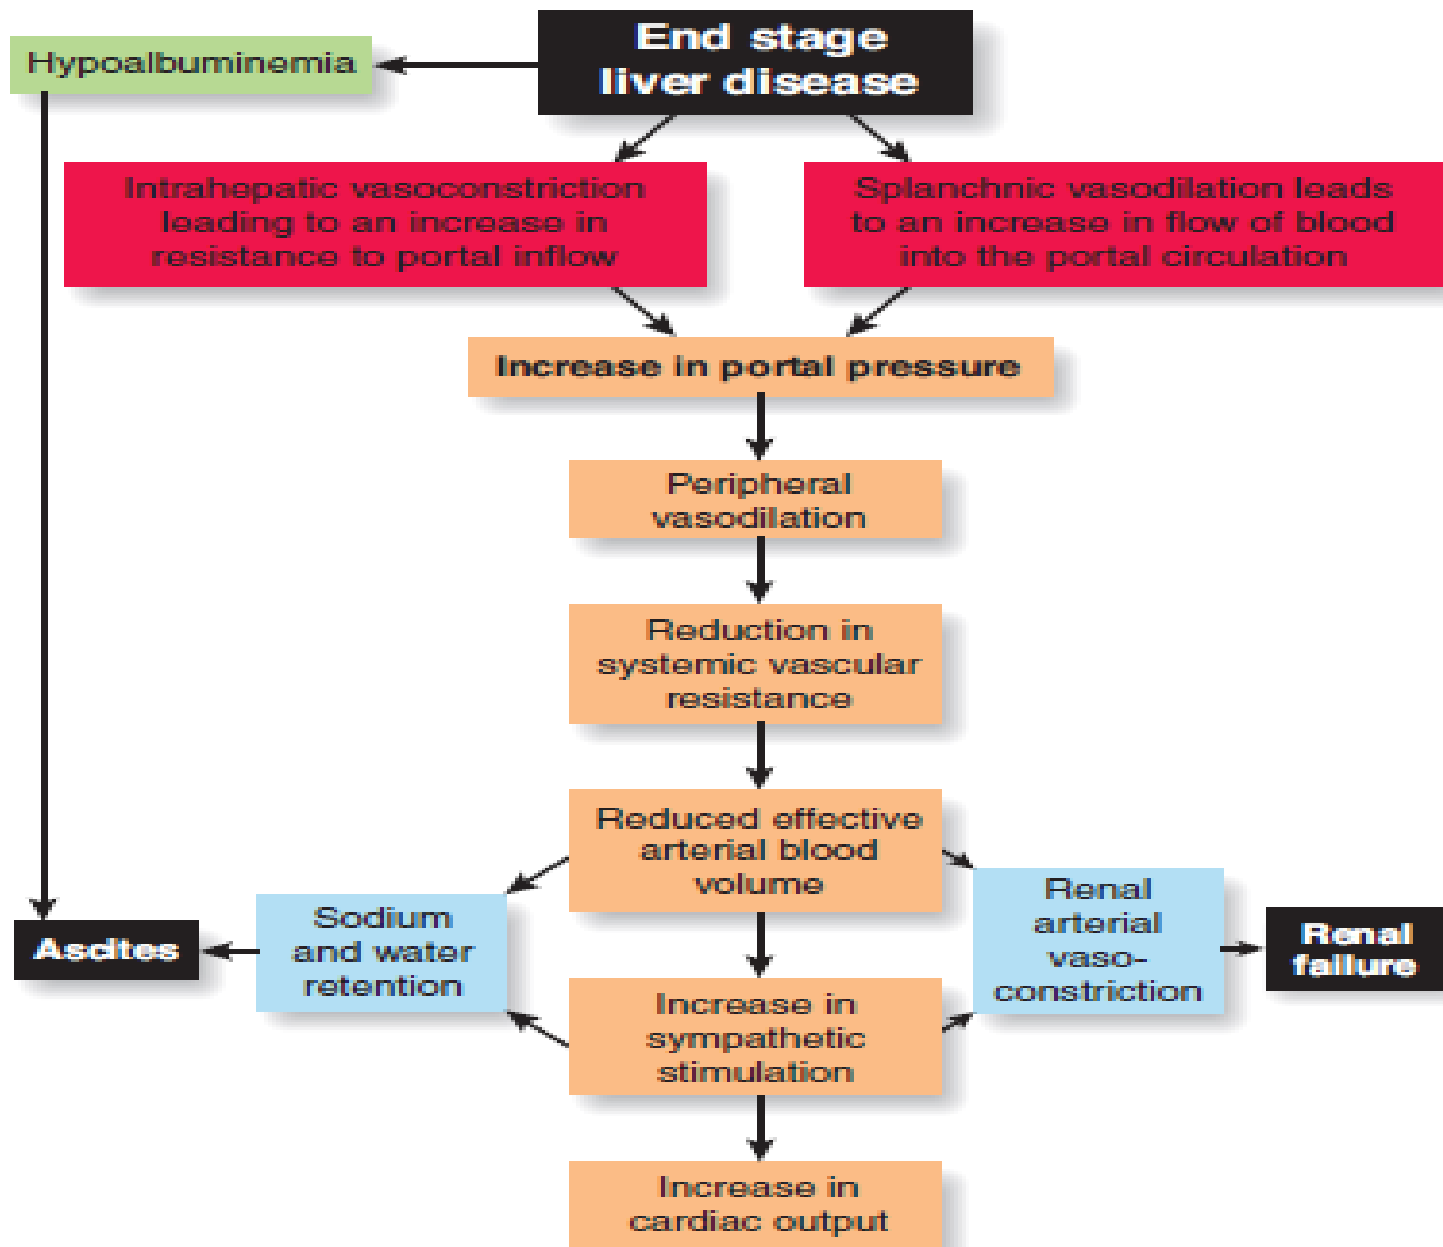 End stage
liver disease
Hypoalbuminemia
Intrahepatic vasoconstriction
leading to an increase in
resistance to portal inflow
Splanchnic vasodilation leads
to an increase in flow of blood
into the portal circulation
Increase in portal pressure
Peripheral
vasodilation
Reduction in
systemic vascular
resistance
Reduced effective
arterial blood
volume
Sodium
and water
retention
Ascites
Renal
arterial
vaso-
constriction
Renal
failure
Increase in
sympathetic
stimulation
Increase in
cardiac output